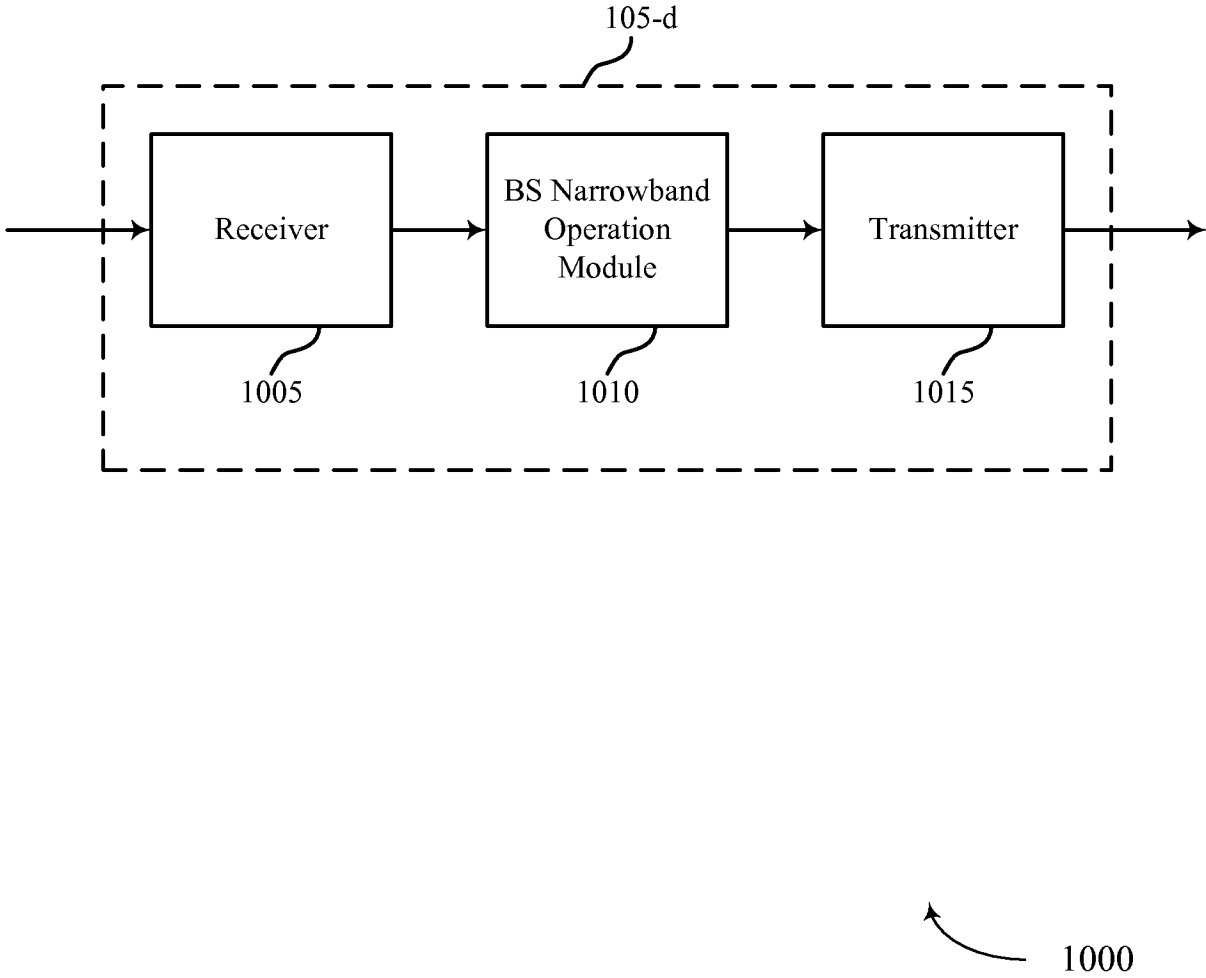 105-d
Receiver
BS Narrowband
Operation
Module
Transmitter
1005
1010
1015
1000